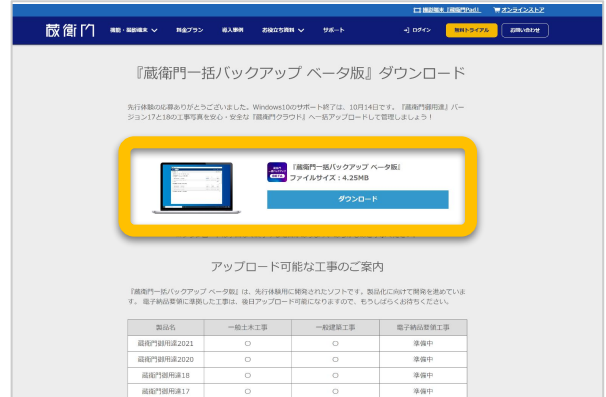 蔵衛門Pad」 オンラインストア
蔵衛門 機能・撮影端末 料金プラン 導入事例 お役立ち資料 サポート ログイン 無料トライアル お問い合わせ
『蔵衛門一括バックアップ ベータ版』ダウンロード
先行体験の応募ありがとうございました。Windows10のサポート終了は、10月14日です。『蔵衛門御用達』バー
ジョン17と18の工事写真を安心・安全な『蔵衛門クラウド』へ一括アップロードして管理しましょう！
『蔵衛門一括バックアップ ベータ版』
ファイルサイズ：4.25MB
ダウンロード
アップロード可能な工事のご案内
『蔵衛門一括バックアップ ベータ版』は、先行体験用に開発されたソフトです。製品化に向けて開発を進めていま
す。電子納品要領に準拠した工事は、後日アップロード可能になりますので、もうしばらくお待ちください。
製品名 一般土木工事 一般建築工事 電子納品要領工事
蔵衛門御用達2021 〇 〇 準備中
蔵衛門御用達2020 〇 〇 準備中
蔵衛門御用達18 〇 〇 準備中
蔵衛門御用達17 〇 〇 準備中